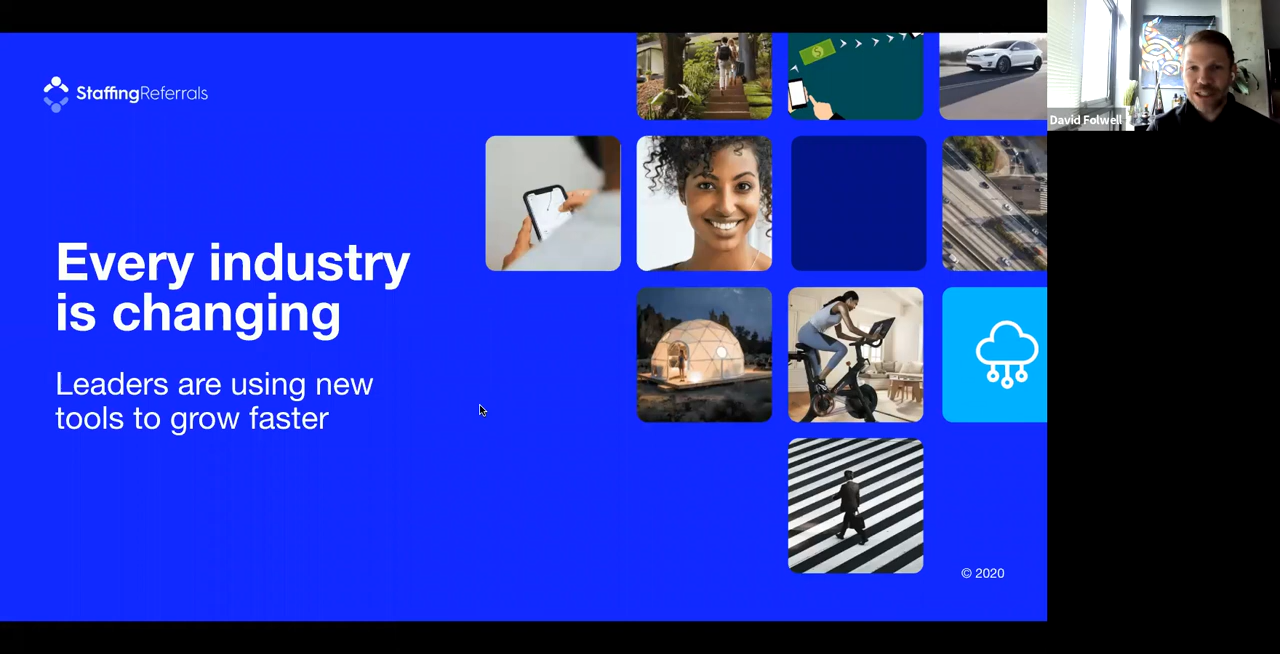 StaffingReferrals
Every industry
is changing
Leaders are using new
tools to grow faster
© 2020
David Folwell